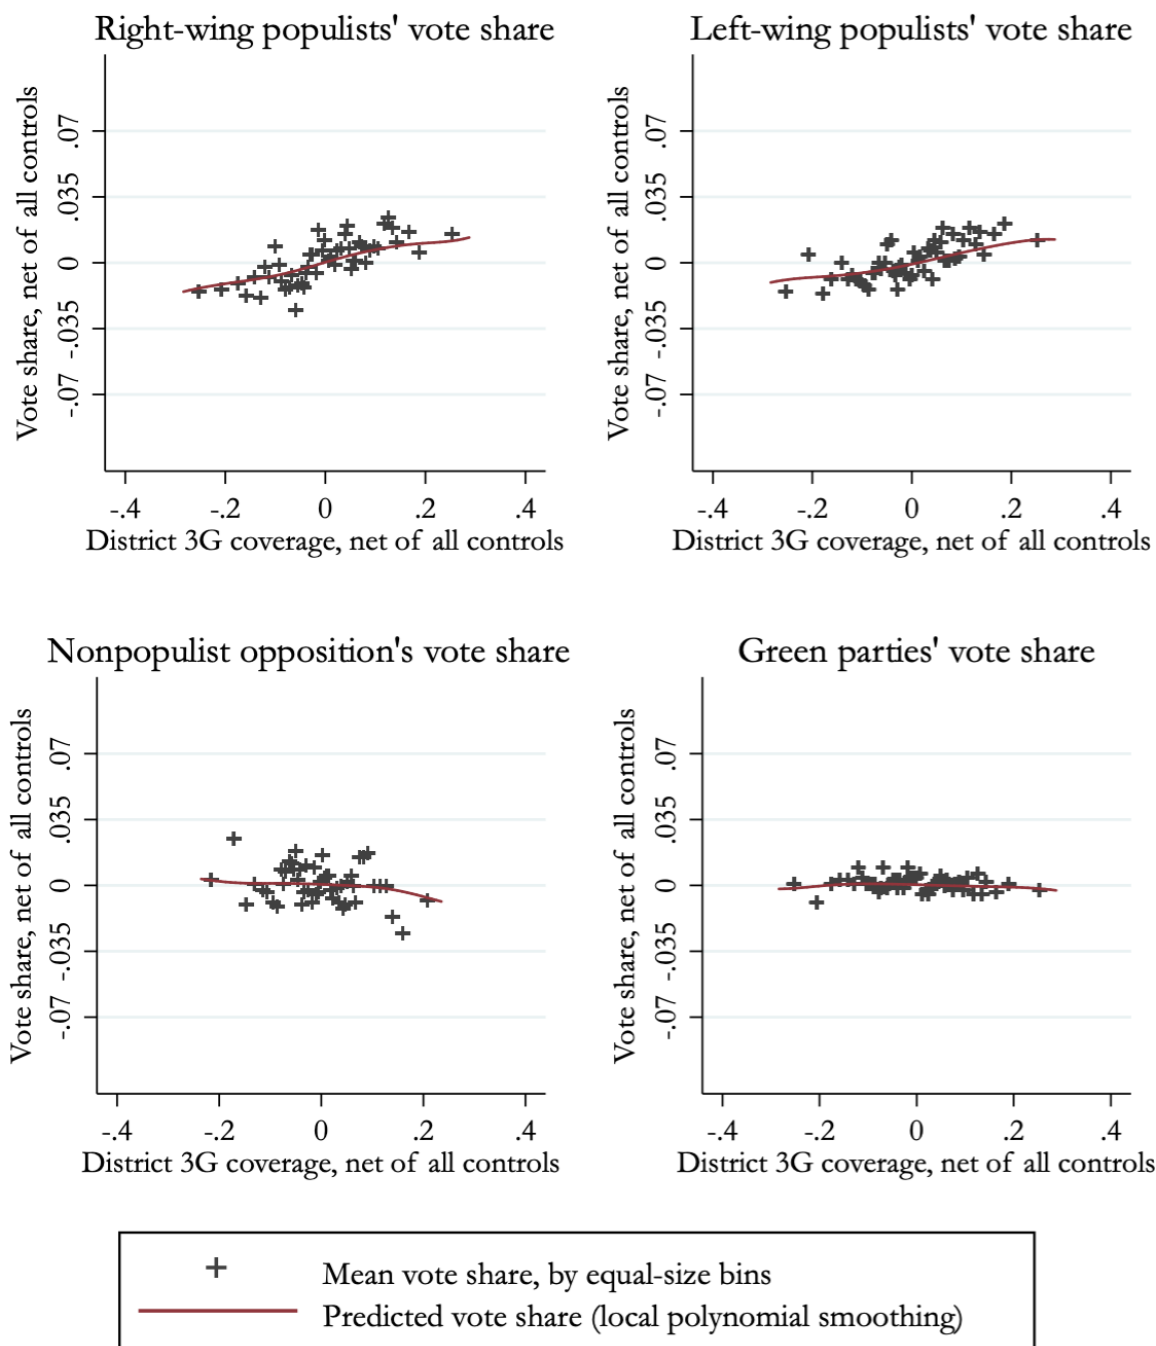 Right-wing populists' vote share
Vote share, net of all controls
.07
.035
0
-.035
-.07
-.4 -.2 0 .2 .4
District 3G coverage, net of all controls
Left-wing populists' vote share
Vote share, net of all controls
.07
.035
0
-.035
-.07
-.4 -.2 0 .2 .4
District 3G coverage, net of all controls
Nonpopulist opposition's vote share
Vote share, net of all controls
.07
.035
0
-.035
-.07
-.4 -.2 0 .2 .4
District 3G coverage, net of all controls
Green parties' vote share
Vote share, net of all controls
.07
.035
0
-.035
-.07
-.4 -.2 0 .2 .4
District 3G coverage, net of all controls
Mean vote share, by equal-size bins
Predicted vote share (local polynomial smoothing)